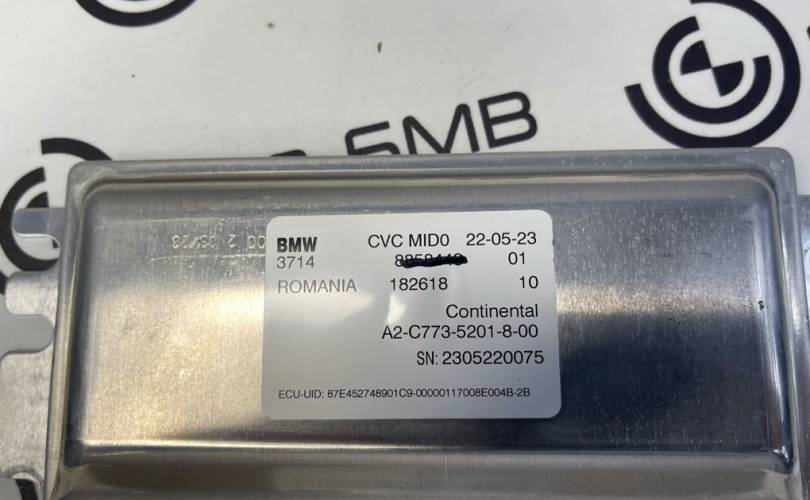 BMW
CVC MID0 22-05-23
3714 01
ROMANIA 182618 10
Continental
A2-C773-5201-8-00
SN: 2305220075
ECU-UID: 87E452748901C9-00000117008E004B-2B